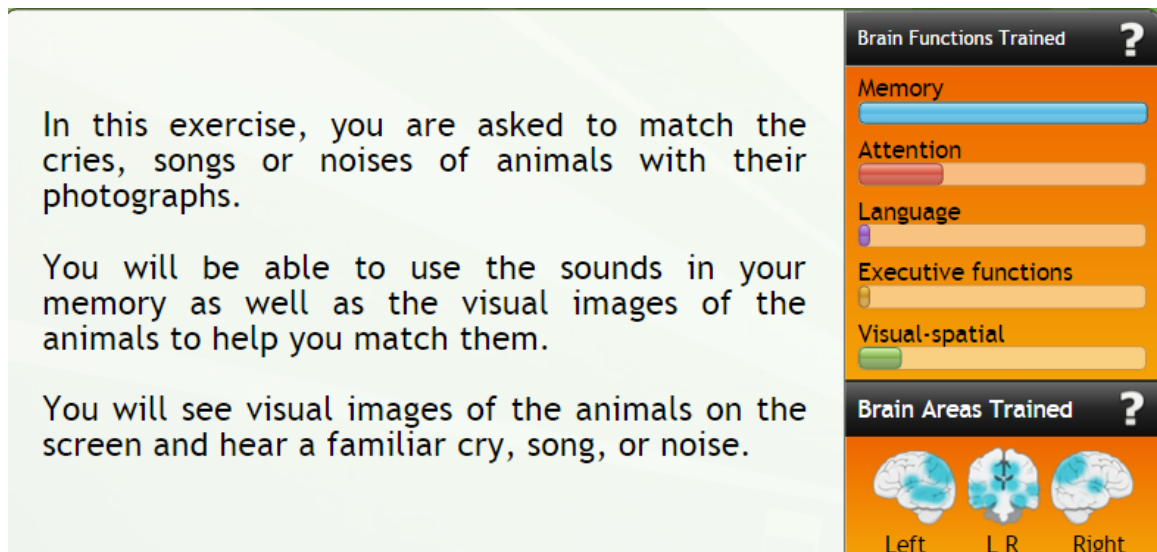 In this exercise, you are asked to match the
cries, songs or noises of animals with their
photographs.
You will be able to use the sounds in your
memory as well as the visual images of the
animals to help you match them.
You will see visual images of the animals on the
screen and hear a familiar cry, song, or noise.
Brain Functions Trained ?
Memory
Attention
Language
Executive functions
Visual-spatial
Brain Areas Trained ?
Left L R Right